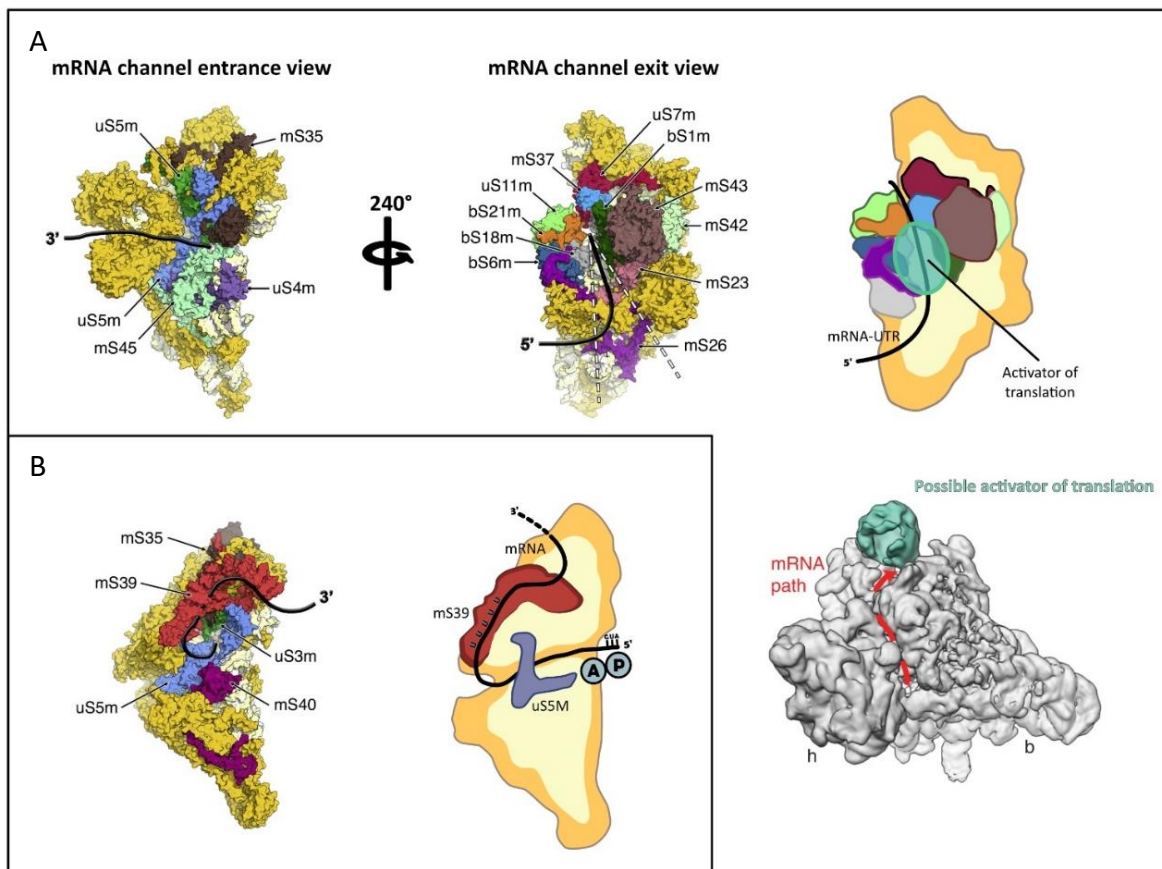 A
mRNA channel entrance view
uS5m
mS35
3’
uS5m
mS45
uS4m
240°
mRNA channel exit view
uS7m
bS1m
mS37
mS43
uS11m
mS42
bS21m
bS18m
bS6m
mS23
5’
mS26
mRNA-UTR
5’
Activator of
translation
B
mS35
mS39
3’
uS3m
uS5m
mS40
3’
mRNA
mS39
U U U U U
GUA
5’
A P
uS5M
Possible activator of translation
mRNA
path
h
b